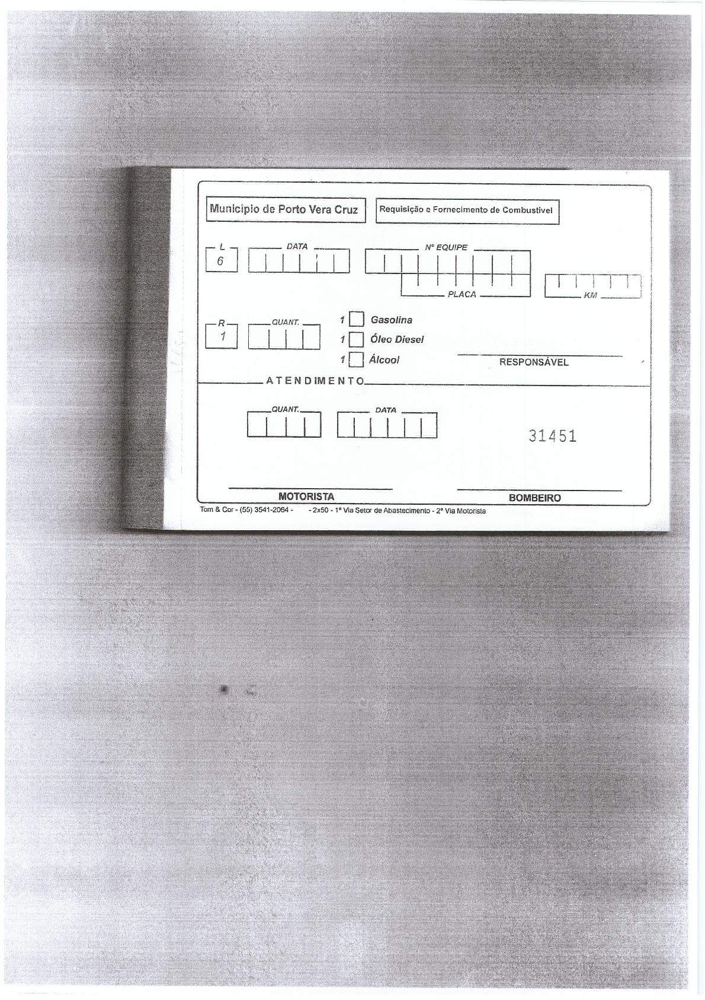 Município de Porto Vera Cruz
Requisição e Fornecimento de Combustível
L DATA Nº EQUIPE
6
PLACA KM
R QUANT. 1 Gasolina
1 1 Óleo Diesel
1 Álcool
RESPONSÁVEL
ATENDIMENTO
QUANT. DATA
31451
MOTORISTA BOMBEIRO
Tom & Cor - (55) 3541-2064 - - 2x50 - 1ª Via Setor de Abastecimento - 2ª Via Motorista